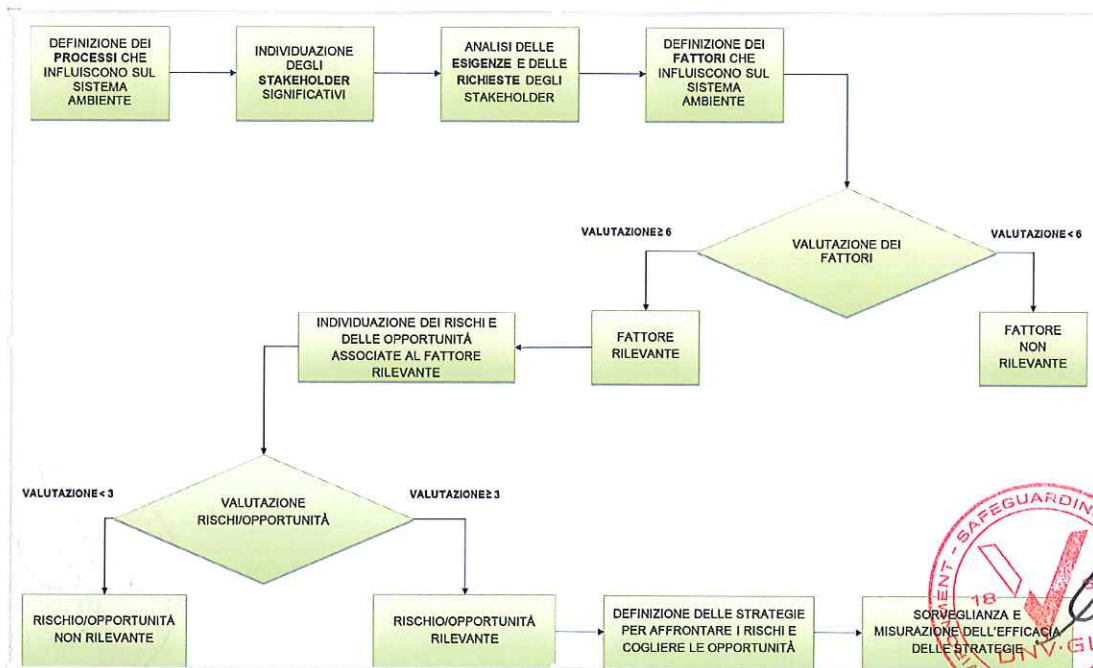 DEFINIZIONE DEI
PROCESSI CHE
INFLUISCONO SUL
SISTEMA
AMBIENTE
INDIVIDUAZIONE
DEGLI
STAKEHOLDER
SIGNIFICATIVI
ANALISI DELLE
ESIGENZE E DELLE
RICHIESTE DEGLI
STAKEHOLDER
DEFINIZIONE DEI
FATTORI CHE
INFLUISCONO SUL
SISTEMA
AMBIENTE
VALUTAZIONE≥6
VALUTAZIONE DEI
FATTORI
VALUTAZIONE<6
INDIVIDUAZIONE DEI RISCHI E
DELLE OPPORTUNITÀ
ASSOCIATE AL FATTORE
RILEVANTE
FATTORE
RILEVANTE
FATTORE
NON
RILEVANTE
VALUTAZIONE<3
VALUTAZIONE
RISCHI/OPPORTUNITÀ
VALUTAZIONE≥3
RISCHIO/OPPORTUNITÀ
NON RILEVANTE
RISCHIO/OPPORTUNITÀ
RILEVANTE
DEFINIZIONE DELLE STRATEGIE
PER AFFRONTARE I RISCHI E
COGLIERE LE OPPORTUNITÀ
SORVEGLIANZA E
MISURAZIONE DELL'EFFICACIA
DELLE STRATEGIE
SAFEGUARDIN
18
DNV·GL